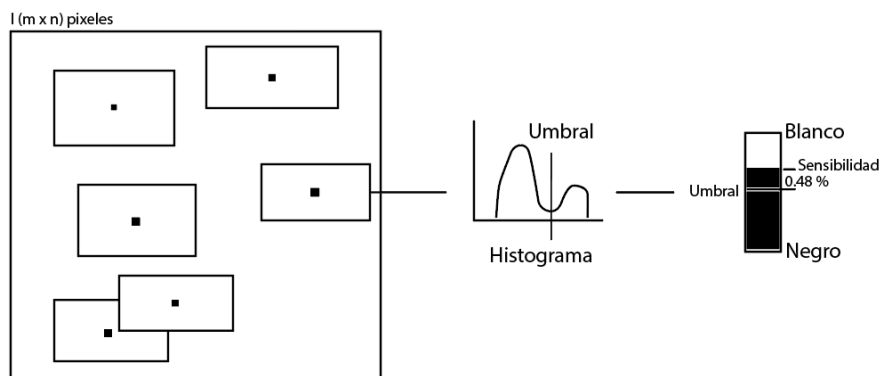 I (m x n) pixeles
Umbral
Histograma
Blanco
Sensibilidad
0.48 %
Umbral
Negro